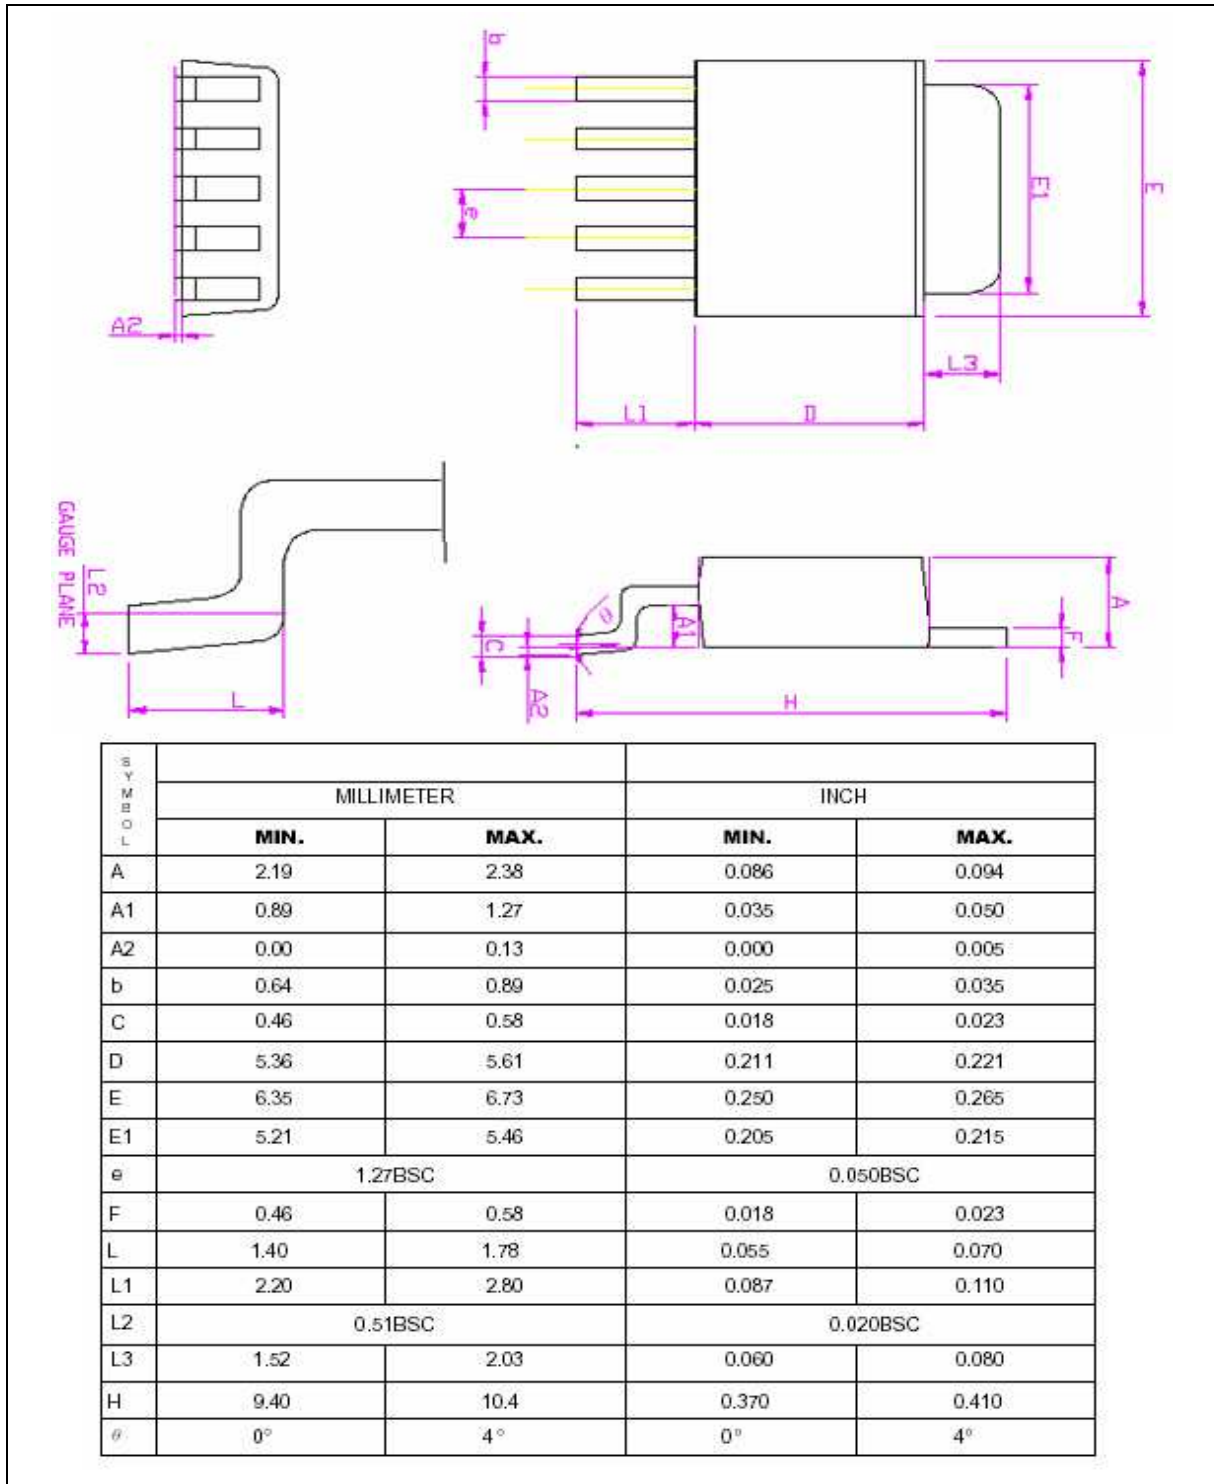 b
e
E1
E
A2
L3
L1
D
GAUGE PLANE
L2
L
θ
A1
C
A2
A
F
H
SYMBOL
MILLIMETER INCH
MIN. MAX. MIN. MAX.
A 2.19 2.38 0.086 0.094
A1 0.89 1.27 0.035 0.050
A2 0.00 0.13 0.000 0.005
b 0.64 0.89 0.025 0.035
C 0.46 0.58 0.018 0.023
D 5.36 5.61 0.211 0.221
E 6.35 6.73 0.250 0.265
E1 5.21 5.46 0.205 0.215
e 1.27BSC 0.050BSC
F 0.46 0.58 0.018 0.023
L 1.40 1.78 0.055 0.070
L1 2.20 2.80 0.087 0.110
L2 0.51BSC 0.020BSC
L3 1.52 2.03 0.060 0.080
H 9.40 10.4 0.370 0.410
θ 0° 4° 0° 4°